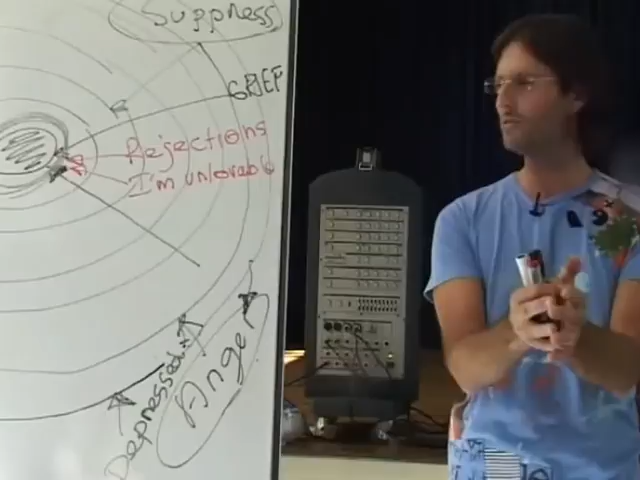 Suppress
GRIEF
Rejections
I'm unlovable
Anger
Depressed